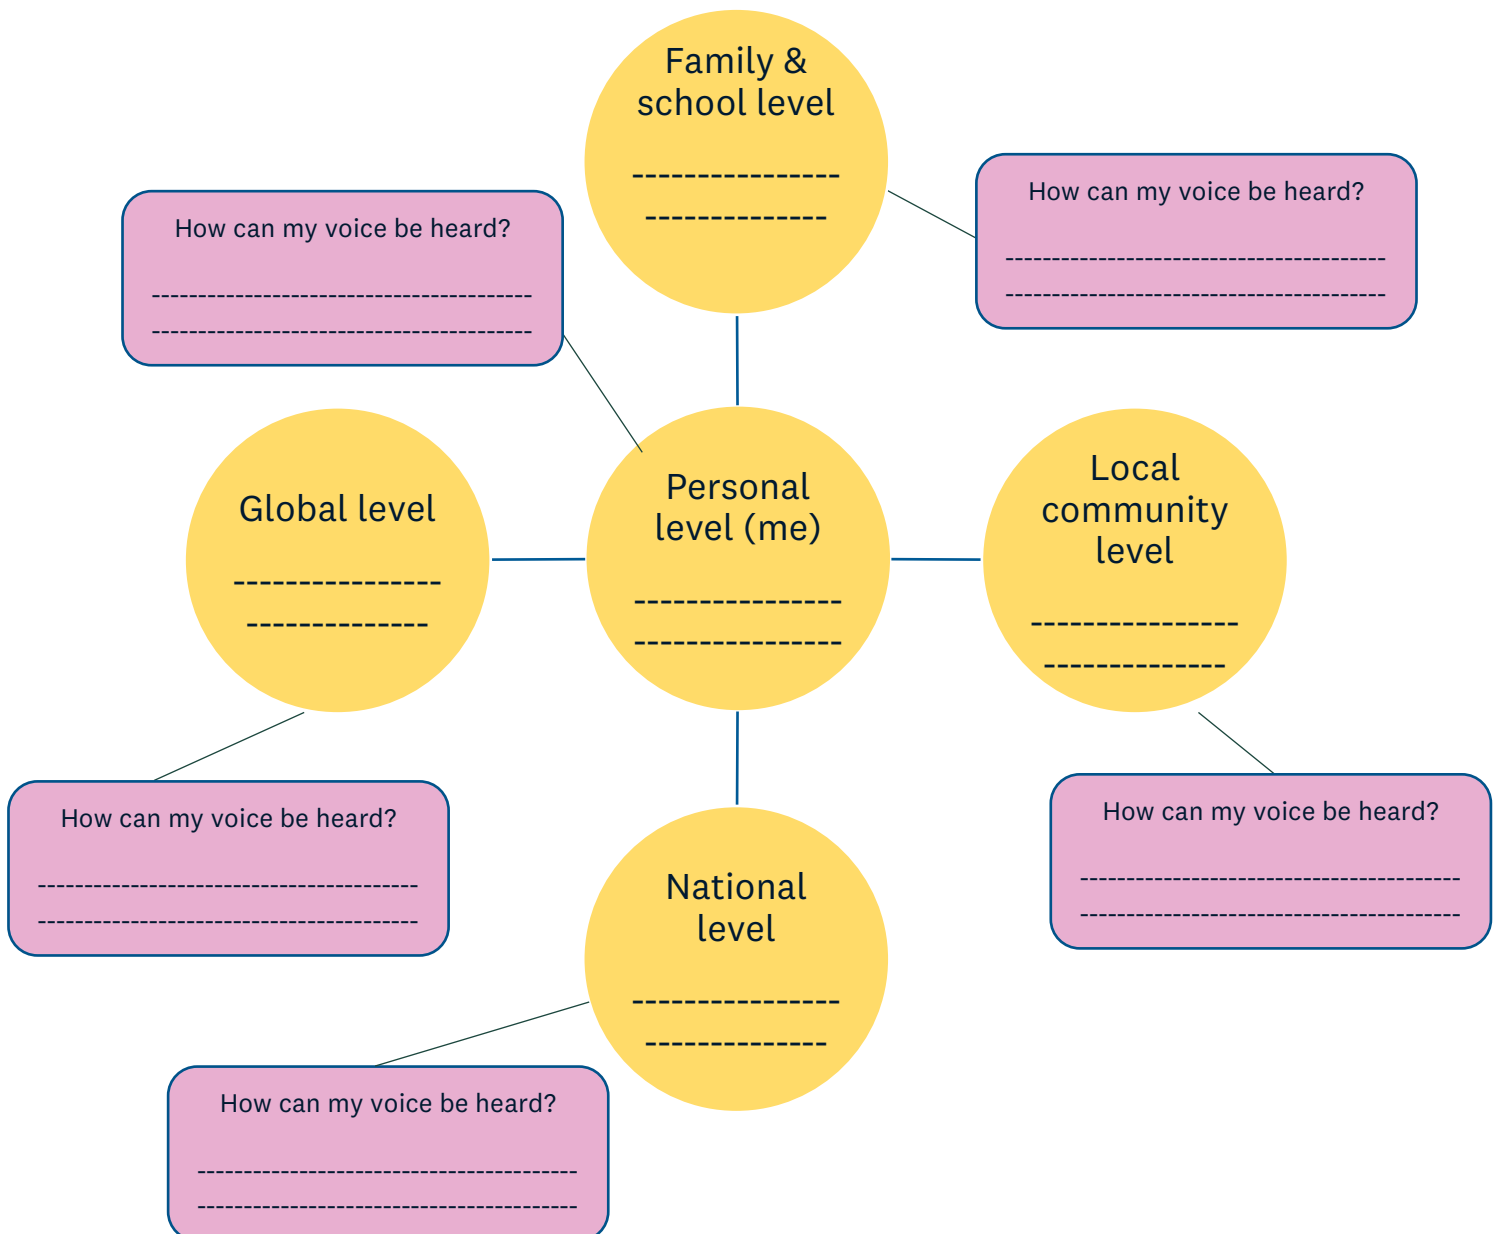 Family &
school level
----------------
--------------
How can my voice be heard?
-----------------------------------------
-----------------------------------------
How can my voice be heard?
-----------------------------------------
-----------------------------------------
Global level
----------------
--------------
Personal
level (me)
----------------
----------------
Local
community
level
----------------
--------------
How can my voice be heard?
-----------------------------------------
-----------------------------------------
How can my voice be heard?
-----------------------------------------
-----------------------------------------
National
level
----------------
--------------
How can my voice be heard?
-----------------------------------------
-----------------------------------------